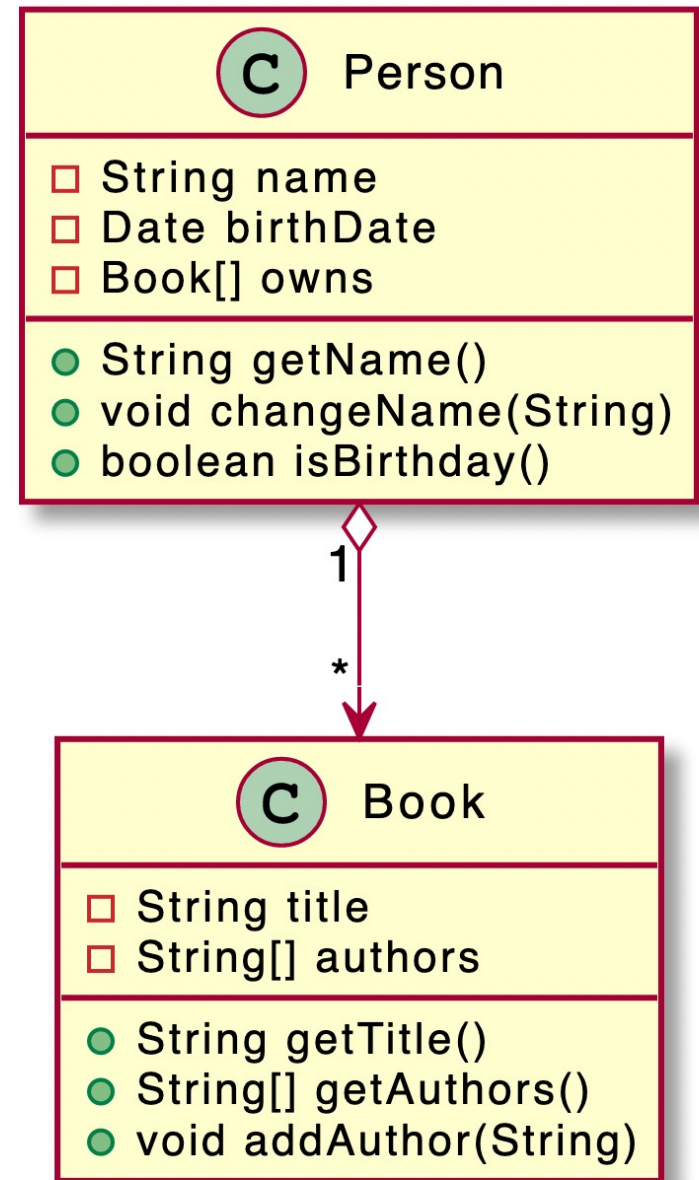 C Person
String name
Date birthDate
Book[] owns
String getName()
void changeName(String)
boolean isBirthday()
1
*
C Book
String title
String[] authors
String getTitle()
String[] getAuthors()
void addAuthor(String)